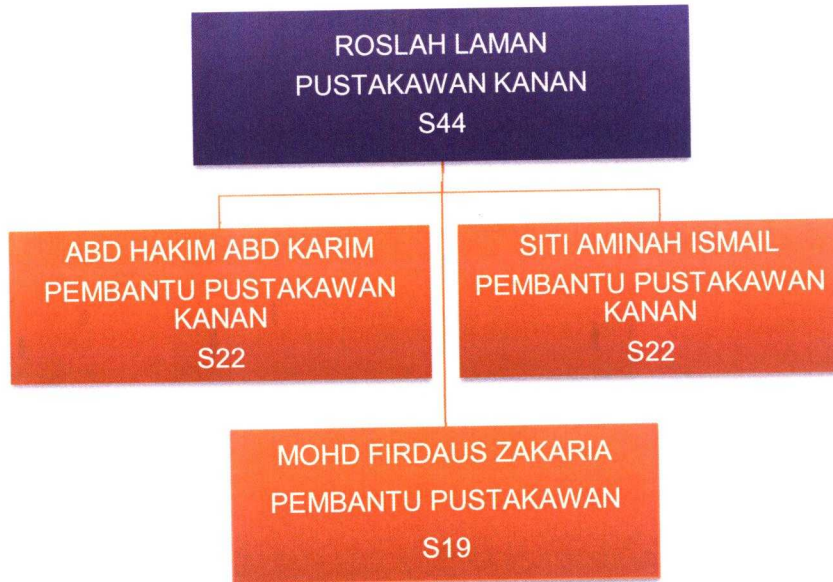 ROSLAH LAMAN
PUSTAKAWAN KANAN
S44
ABD HAKIM ABD KARIM
PEMBANTU PUSTAKAWAN
KANAN
S22
SITI AMINAH ISMAIL
PEMBANTU PUSTAKAWAN
KANAN
S22
MOHD FIRDAUS ZAKARIA
PEMBANTU PUSTAKAWAN
S19